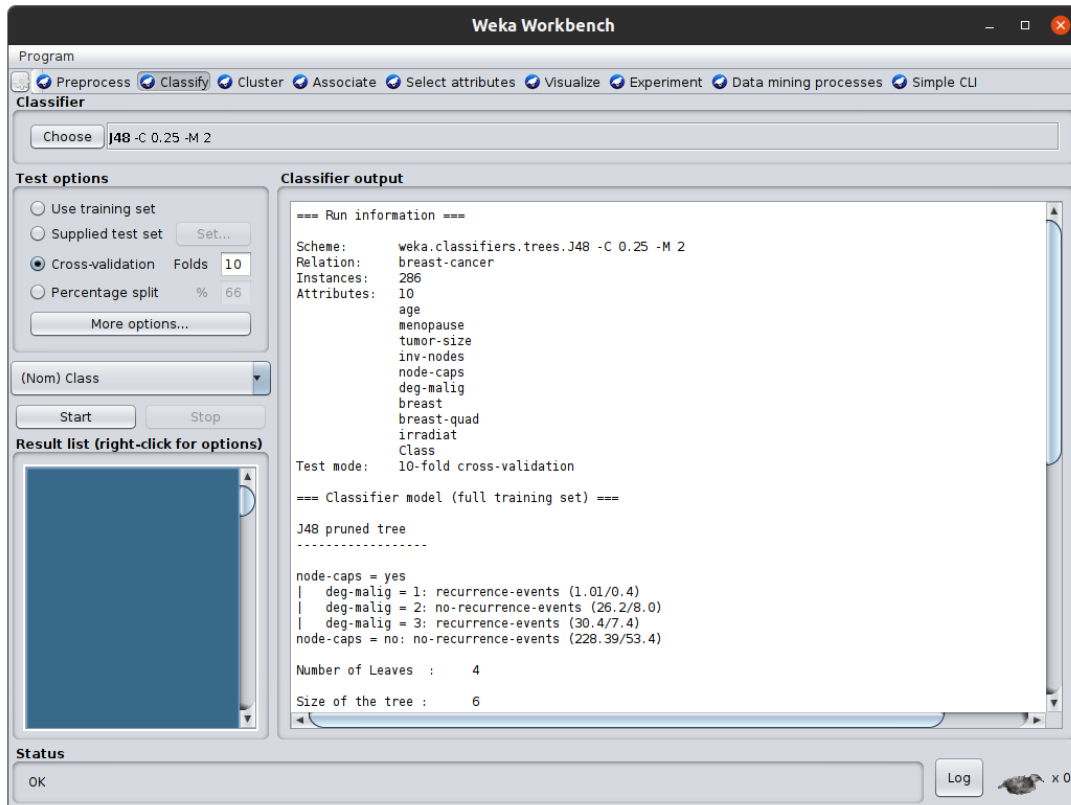 Weka Workbench
Program
Preprocess Classify Cluster Associate Select attributes Visualize Experiment Data mining processes Simple CLI
Classifier
Choose J48 -C 0.25 -M 2
Test options
Use training set
Supplied test set Set...
Cross-validation Folds 10
Percentage split % 66
More options...
(Nom) Class
Start Stop
Result list (right-click for options)
Classifier output
=== Run information ===
Scheme: weka.classifiers.trees.J48 -C 0.25 -M 2
Relation: breast-cancer
Instances: 286
Attributes: 10
age
menopause
tumor-size
inv-nodes
node-caps
deg-malig
breast
breast-quad
irradiat
Class
Test mode: 10-fold cross-validation
=== Classifier model (full training set) ===
J48 pruned tree
------------------
node-caps = yes
| deg-malig = 1: recurrence-events (1.01/0.4)
| deg-malig = 2: no-recurrence-events (26.2/8.0)
| deg-malig = 3: recurrence-events (30.4/7.4)
node-caps = no: no-recurrence-events (228.39/53.4)
Number of Leaves : 4
Size of the tree : 6
Status
OK
Log
x 0